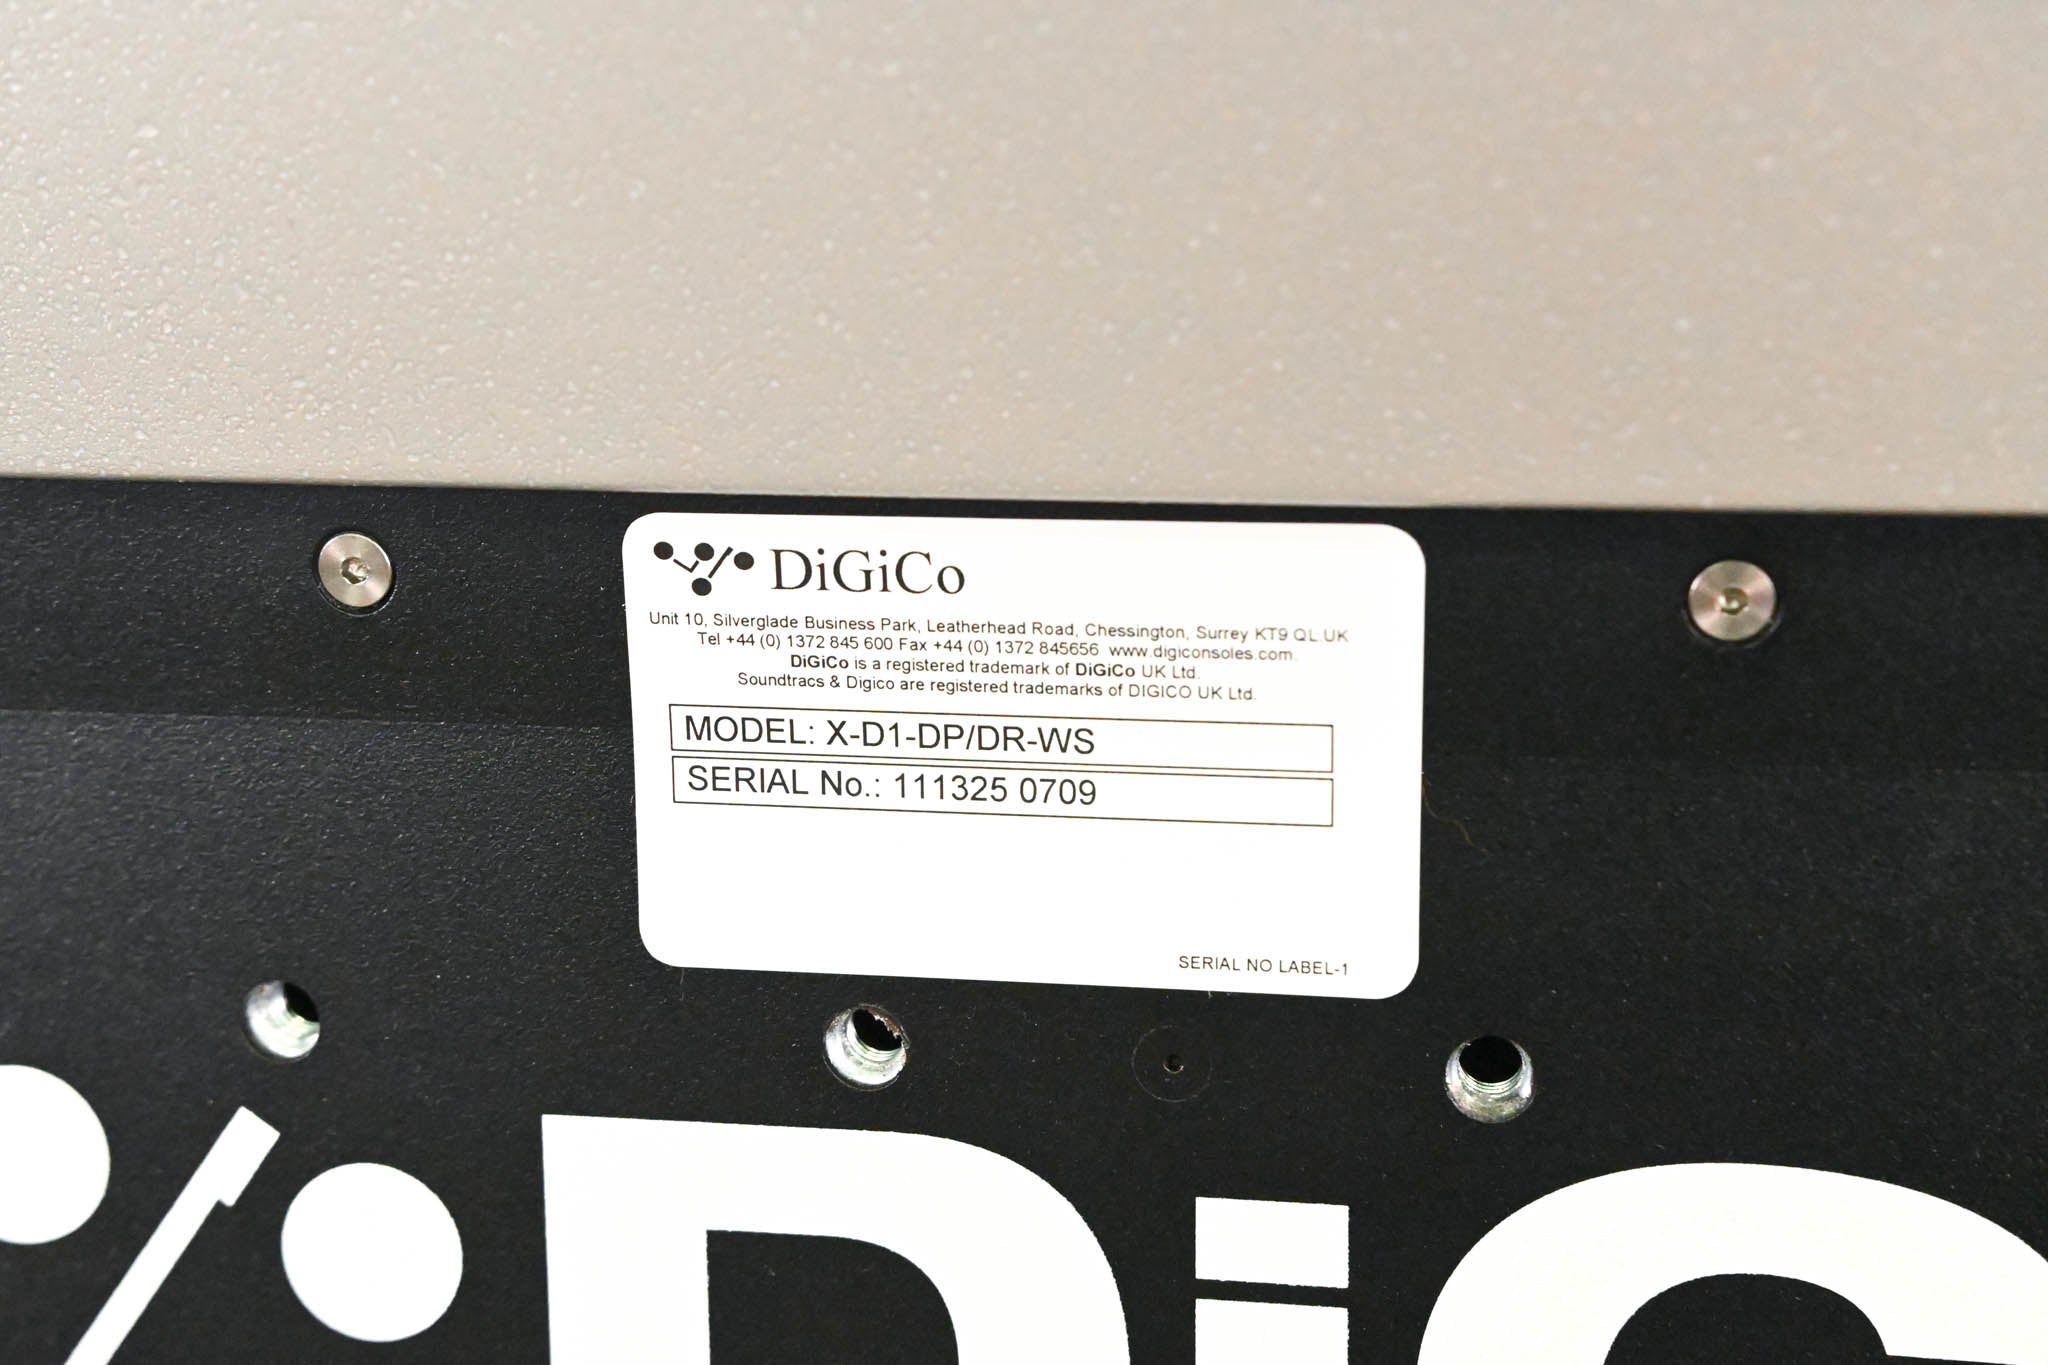 DiGiCo
Unit 10, Silverglade Business Park, Leatherhead Road, Chessington, Surrey KT9 QL.UK
Tel +44 (0) 1372 845 600 Fax +44 (0) 1372 845656 www.digiconsoles.com.
DiGiCo is a registered trademark of DiGiCo UK Ltd.
Soundtracs & Digico are registered trademarks of DIGICO UK Ltd.
MODEL: X-D1-DP/DR-WS
SERIAL No.: 111325 0709
SERIAL NO LABEL-1
DiG